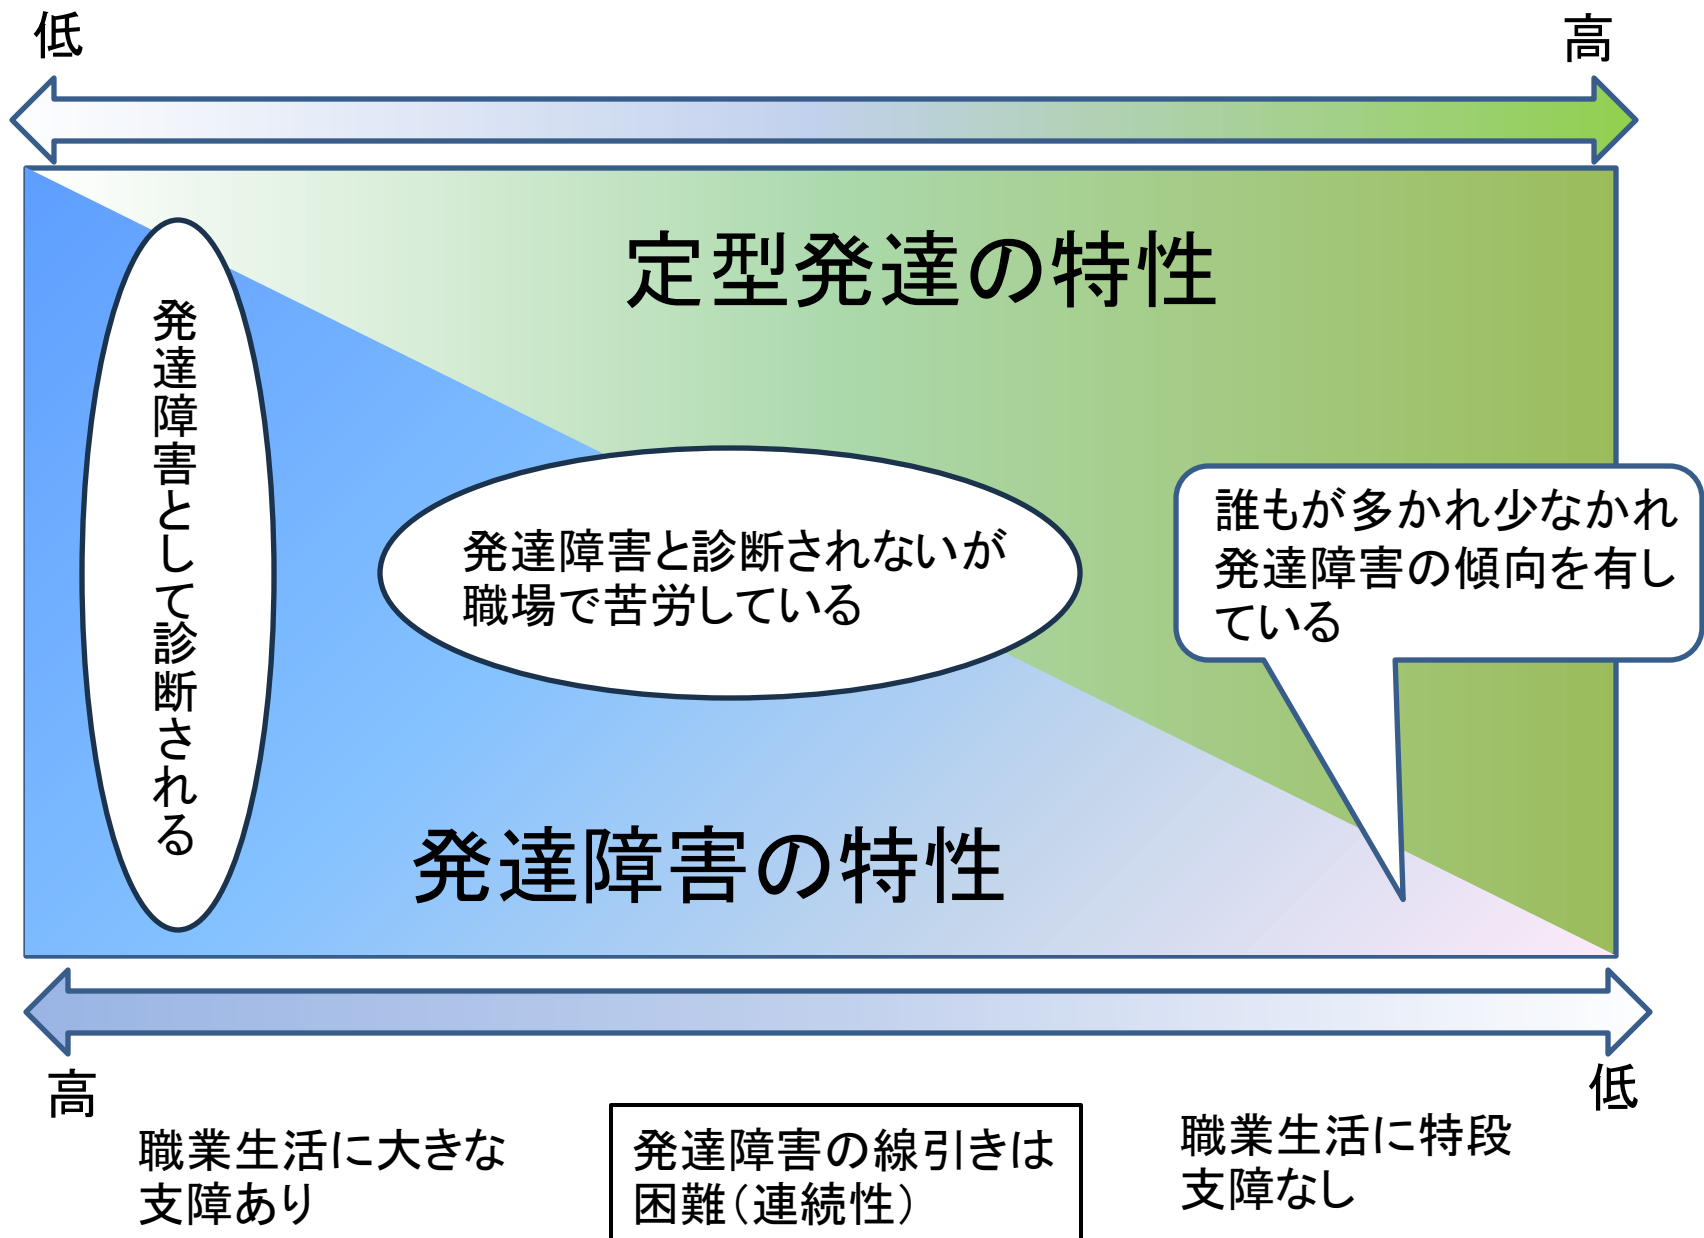 低
高
定型発達の特性
発達障害として診断される
発達障害と診断されないが
職場で苦労している
誰もが多かれ少なかれ
発達障害の傾向を有し
ている
発達障害の特性
高
低
職業生活に大きな
支障あり
発達障害の線引きは
困難（連続性）
職業生活に特段
支障なし